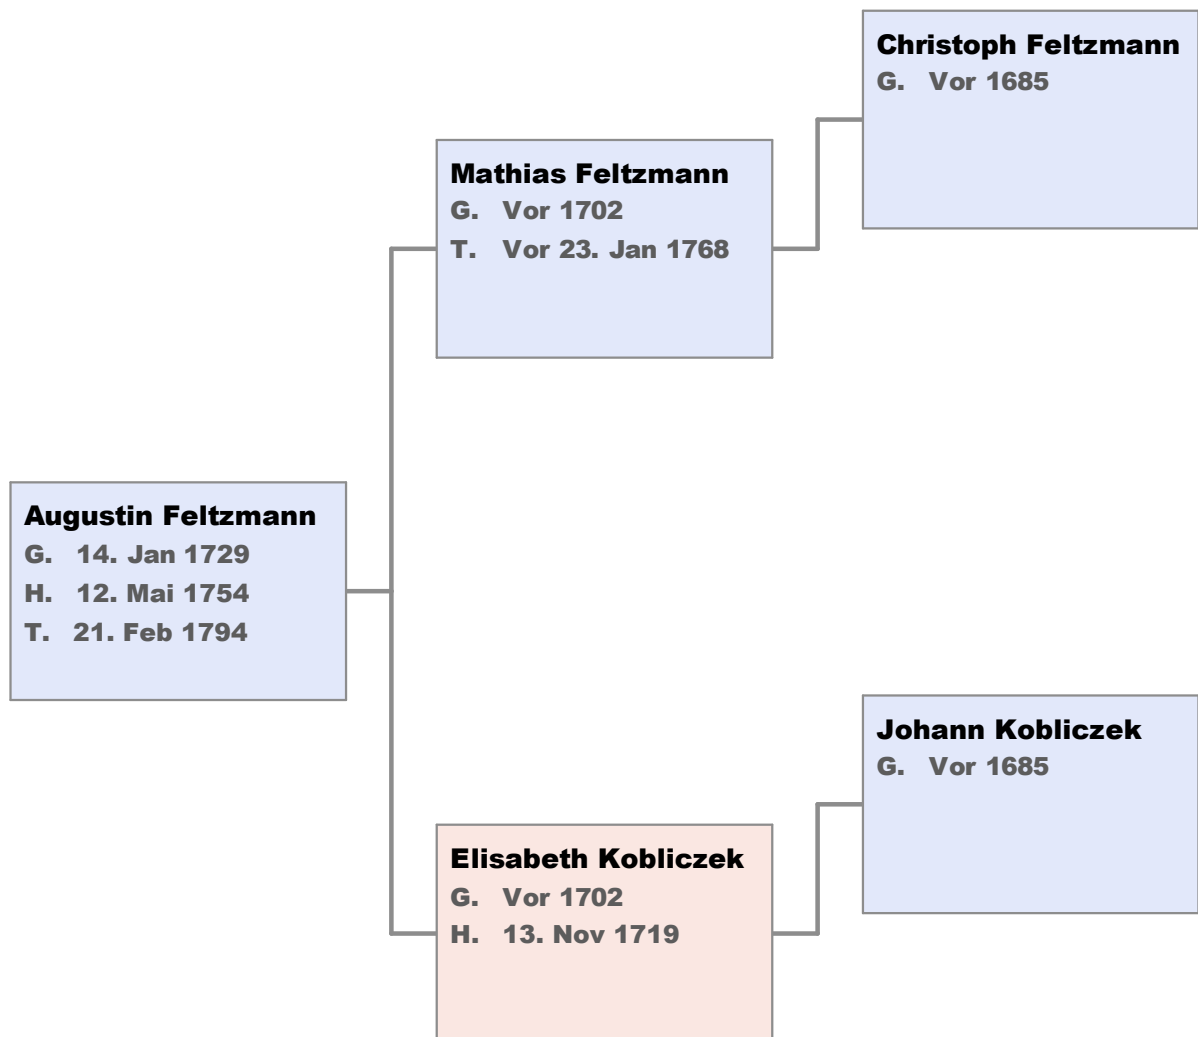 Christoph Feltzmann
G. Vor 1685
Mathias Feltzmann
G. Vor 1702
T. Vor 23. Jan 1768
Augustin Feltzmann
G. 14. Jan 1729
H. 12. Mai 1754
T. 21. Feb 1794
Johann Kobliczek
G. Vor 1685
Elisabeth Kobliczek
G. Vor 1702
H. 13. Nov 1719